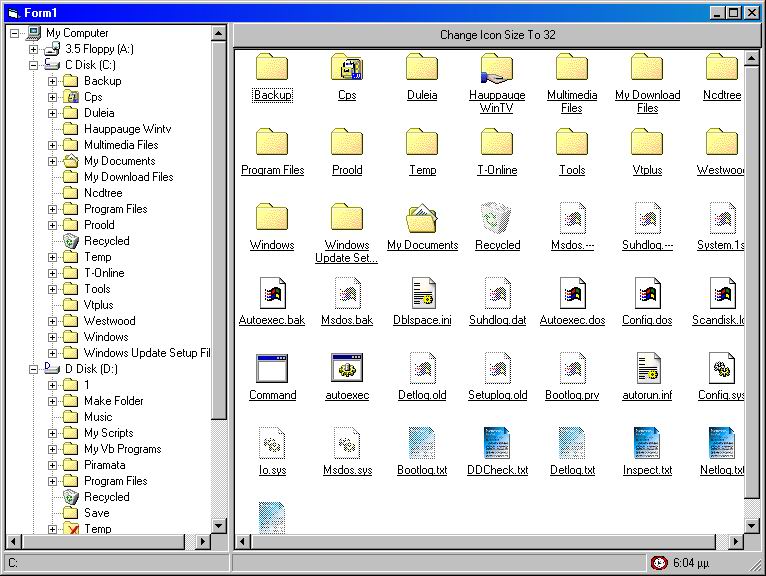 Form1
My Computer
3.5 Floppy (A:)
C Disk (C:)
Backup
Cps
Duleia
Hauppauge Wintv
Multimedia Files
My Documents
My Download Files
Ncdtree
Program Files
Proold
Recycled
Temp
T-Online
Tools
Vtplus
Westwood
Windows
Windows Update Setup Fil
D Disk (D:)
1
Make Folder
Music
My Scripts
My Vb Programs
Piramata
Program Files
Recycled
Save
Temp
Change Icon Size To 32
Backup Cps Duleia Hauppauge Multimedia My Download Ncdtree
WinTV Files Files
Program Files Proold Temp T-Online Tools Vtplus Westwood
Windows Windows My Documents Recycled Msdos.--- Suhdlog.--- System.1s
Update Set...
Autoexec.bak Msdos.bak Dblspace.ini Suhdlog.dat Autoexec.dos Config.dos Scandisk.lo
Command autoexec Detlog.old Setuplog.old Bootlog.prv autorun.inf Config.sys
Io.sys Msdos.sys Bootlog.txt DDCheck.txt Detlog.txt Inspect.txt Netlog.txt
C:
6:04 μμ